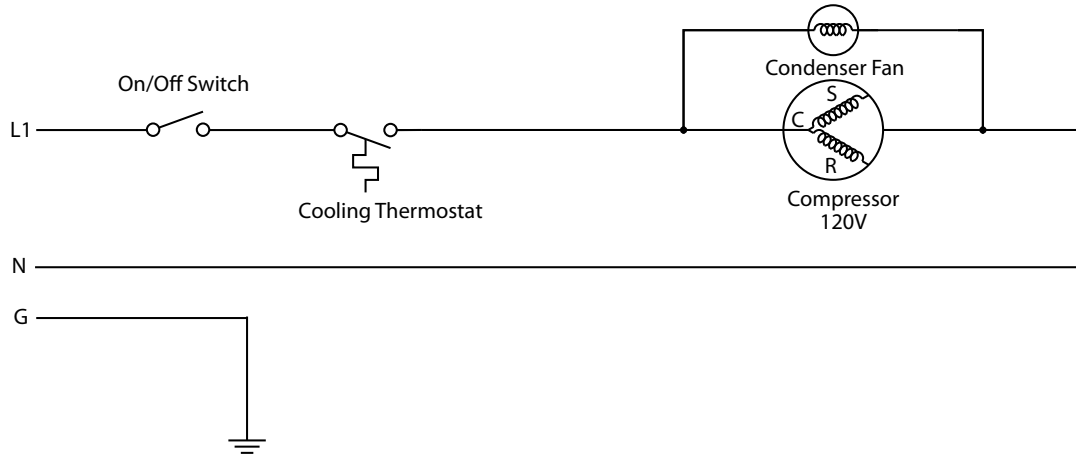 Condenser Fan
On/Off Switch
S
L1
C
R
Compressor
120V
Cooling Thermostat
N
G